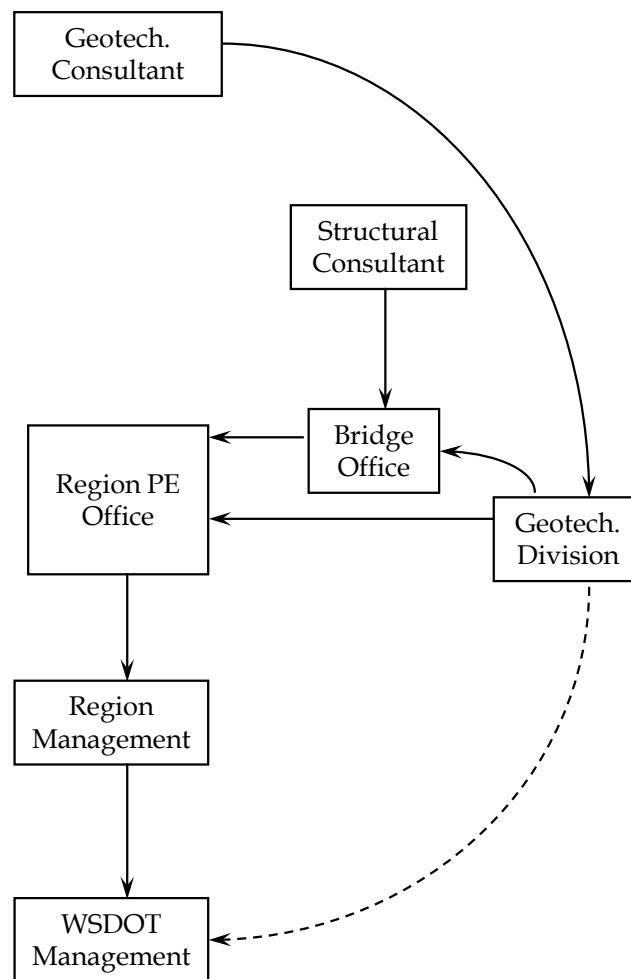 Geotech.
Consultant
Structural
Consultant
Bridge
Office
Region PE
Office
Geotech.
Division
Region
Management
WSDOT
Management